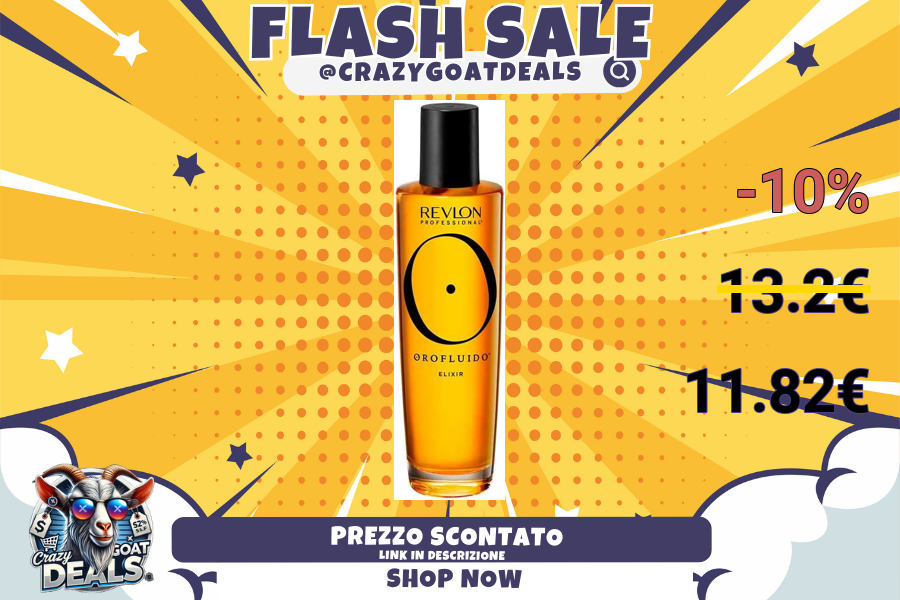 FLASH SALE
@CRAZYGOATDEALS
-10%
13.2€
11.82€
REVLON
PROFESSIONAL
OROFLUIDO
ELIXIR
$
52%
Crazy
GOAT
DEALS
PREZZO SCONTATO
LINK IN DESCRIZIONE
SHOP NOW